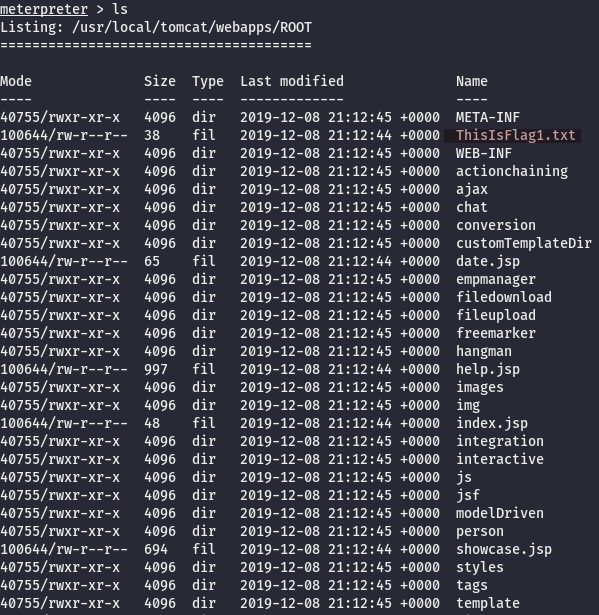 meterpreter > ls
Listing: /usr/local/tomcat/webapps/ROOT
=======================================
Mode Size Type Last modified Name
---- ---- ---- ------------- ----
40755/rwxr-xr-x 4096 dir 2019-12-08 21:12:45 +0000 META-INF
100644/rw-r--r-- 38 fil 2019-12-08 21:12:44 +0000 ThisIsFlag1.txt
40755/rwxr-xr-x 4096 dir 2019-12-08 21:12:45 +0000 WEB-INF
40755/rwxr-xr-x 4096 dir 2019-12-08 21:12:45 +0000 actionchaining
40755/rwxr-xr-x 4096 dir 2019-12-08 21:12:45 +0000 ajax
40755/rwxr-xr-x 4096 dir 2019-12-08 21:12:45 +0000 chat
40755/rwxr-xr-x 4096 dir 2019-12-08 21:12:45 +0000 conversion
40755/rwxr-xr-x 4096 dir 2019-12-08 21:12:45 +0000 customTemplateDir
100644/rw-r--r-- 65 fil 2019-12-08 21:12:44 +0000 date.jsp
40755/rwxr-xr-x 4096 dir 2019-12-08 21:12:45 +0000 empmanager
40755/rwxr-xr-x 4096 dir 2019-12-08 21:12:45 +0000 filedownload
40755/rwxr-xr-x 4096 dir 2019-12-08 21:12:45 +0000 fileupload
40755/rwxr-xr-x 4096 dir 2019-12-08 21:12:45 +0000 freemarker
40755/rwxr-xr-x 4096 dir 2019-12-08 21:12:45 +0000 hangman
100644/rw-r--r-- 997 fil 2019-12-08 21:12:44 +0000 help.jsp
40755/rwxr-xr-x 4096 dir 2019-12-08 21:12:45 +0000 images
40755/rwxr-xr-x 4096 dir 2019-12-08 21:12:45 +0000 img
100644/rw-r--r-- 48 fil 2019-12-08 21:12:44 +0000 index.jsp
40755/rwxr-xr-x 4096 dir 2019-12-08 21:12:45 +0000 integration
40755/rwxr-xr-x 4096 dir 2019-12-08 21:12:45 +0000 interactive
40755/rwxr-xr-x 4096 dir 2019-12-08 21:12:45 +0000 js
40755/rwxr-xr-x 4096 dir 2019-12-08 21:12:45 +0000 jsf
40755/rwxr-xr-x 4096 dir 2019-12-08 21:12:45 +0000 modelDriven
40755/rwxr-xr-x 4096 dir 2019-12-08 21:12:45 +0000 person
100644/rw-r--r-- 694 fil 2019-12-08 21:12:44 +0000 showcase.jsp
40755/rwxr-xr-x 4096 dir 2019-12-08 21:12:45 +0000 styles
40755/rwxr-xr-x 4096 dir 2019-12-08 21:12:45 +0000 tags
40755/rwxr-xr-x 4096 dir 2019-12-08 21:12:45 +0000 template